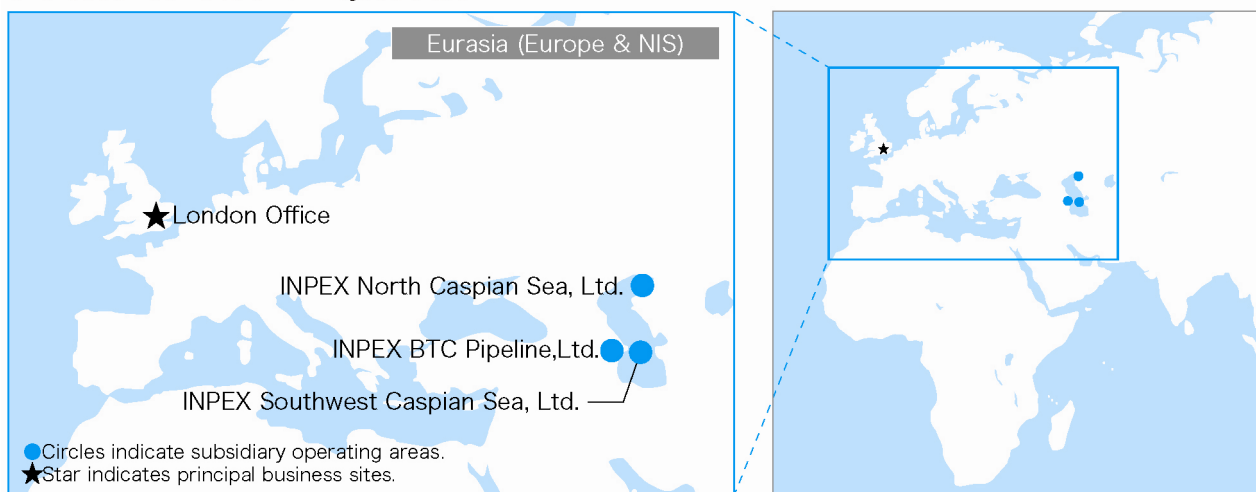 Eurasia (Europe & NIS)
London Office
INPEX North Caspian Sea, Ltd.
INPEX BTC Pipeline,Ltd.
INPEX Southwest Caspian Sea, Ltd.
Circles indicate subsidiary operating areas.
Star indicates principal business sites.